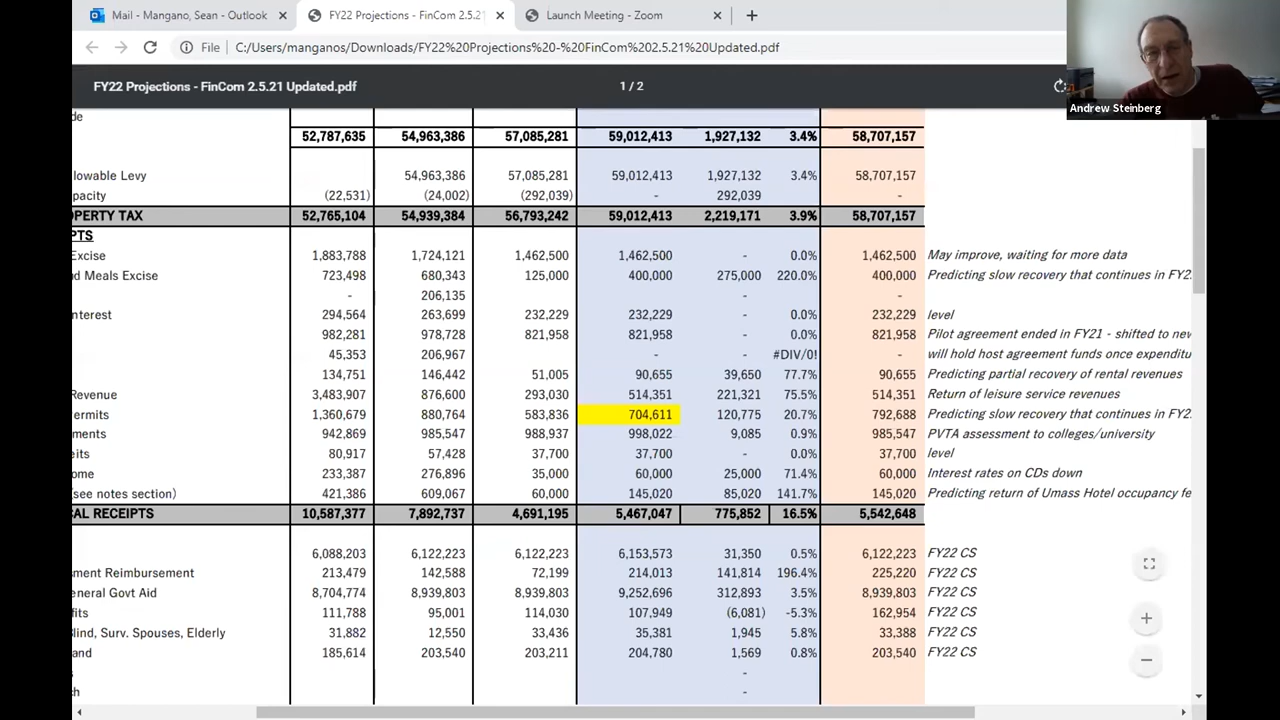 Mail - Mangano, Sean - Outlook × FY22 Projections - FinCom 2.5.21 × Launch Meeting - Zoom × +
File C:/Users/manganos/Downloads/FY22%20Projections%20-%20FinCom%202.5.21%20Updated.pdf
FY22 Projections - FinCom 2.5.21 Updated.pdf 1 / 2
Andrew Steinberg
de
52,787,635 54,963,386 57,085,281 59,012,413 1,927,132 3.4% 58,707,157
lowable Levy 54,963,386 57,085,281 59,012,413 1,927,132 3.4% 58,707,157
pacity (22,531) (24,002) (292,039) - 292,039 -
OPERTY TAX 52,765,104 54,939,384 56,793,242 59,012,413 2,219,171 3.9% 58,707,157
PTS
Excise 1,883,788 1,724,121 1,462,500 1,462,500 - 0.0% 1,462,500 May improve, waiting for more data
nd Meals Excise 723,498 680,343 125,000 400,000 275,000 220.0% 400,000 Predicting slow recovery that continues in FY2
- 206,135 - -
nterest 294,564 263,699 232,229 232,229 - 0.0% 232,229 level
982,281 978,728 821,958 821,958 - 0.0% 821,958 Pilot agreement ended in FY21 - shifted to new
45,353 206,967 - - #DIV/0! - will hold host agreement funds once expenditu
134,751 146,442 51,005 90,655 39,650 77.7% 90,655 Predicting partial recovery of rental revenues
Revenue 3,483,907 876,600 293,030 514,351 221,321 75.5% 514,351 Return of leisure service revenues
ermits 1,360,679 880,764 583,836 704,611 120,775 20.7% 792,688 Predicting slow recovery that continues in FY2
ments 942,869 985,547 988,937 998,022 9,085 0.9% 985,547 PVTA assessment to colleges/university
eits 80,917 57,428 37,700 37,700 - 0.0% 37,700 level
ome 233,387 276,896 35,000 60,000 25,000 71.4% 60,000 Interest rates on CDs down
(see notes section) 421,386 609,067 60,000 145,020 85,020 141.7% 145,020 Predicting return of Umass Hotel occupancy fe
CAL RECEIPTS 10,587,377 7,892,737 4,691,195 5,467,047 775,852 16.5% 5,542,648
6,088,203 6,122,223 6,122,223 6,153,573 31,350 0.5% 6,122,223 FY22 CS
sment Reimbursement 213,479 142,588 72,199 214,013 141,814 196.4% 225,220 FY22 CS
eneral Govt Aid 8,704,774 8,939,803 8,939,803 9,252,696 312,893 3.5% 8,939,803 FY22 CS
fits 111,788 95,001 114,030 107,949 (6,081) -5.3% 162,954 FY22 CS
Blind, Surv. Spouses, Elderly 31,882 12,550 33,436 35,381 1,945 5.8% 33,388 FY22 CS
and 185,614 203,540 203,211 204,780 1,569 0.8% 203,540 FY22 CS
s -
ch -